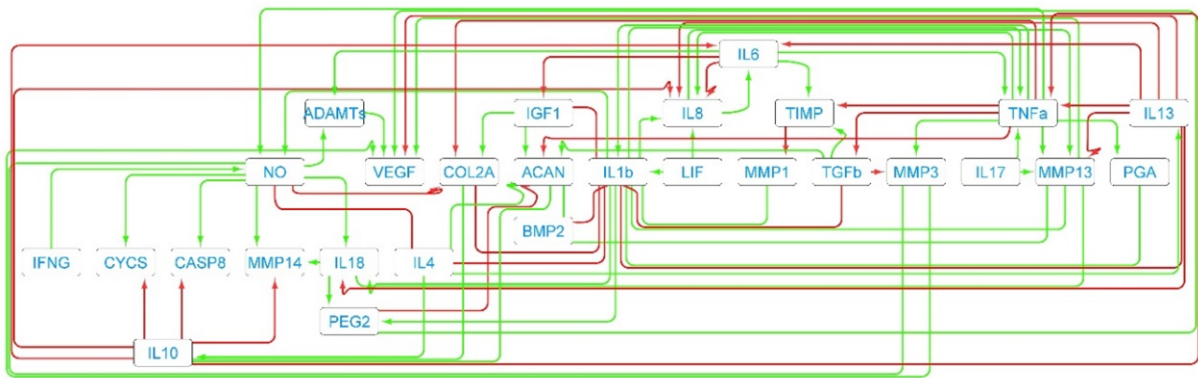 IL6
ADAMTs
IGF1
IL8
TIMP
TNFa
IL13
NO
VEGF
COL2A
ACAN
IL1b
LIF
MMP1
TGFb
MMP3
IL17
MMP13
PGA
BMP2
IFNG
CYCS
CASP8
MMP14
IL18
IL4
PEG2
IL10